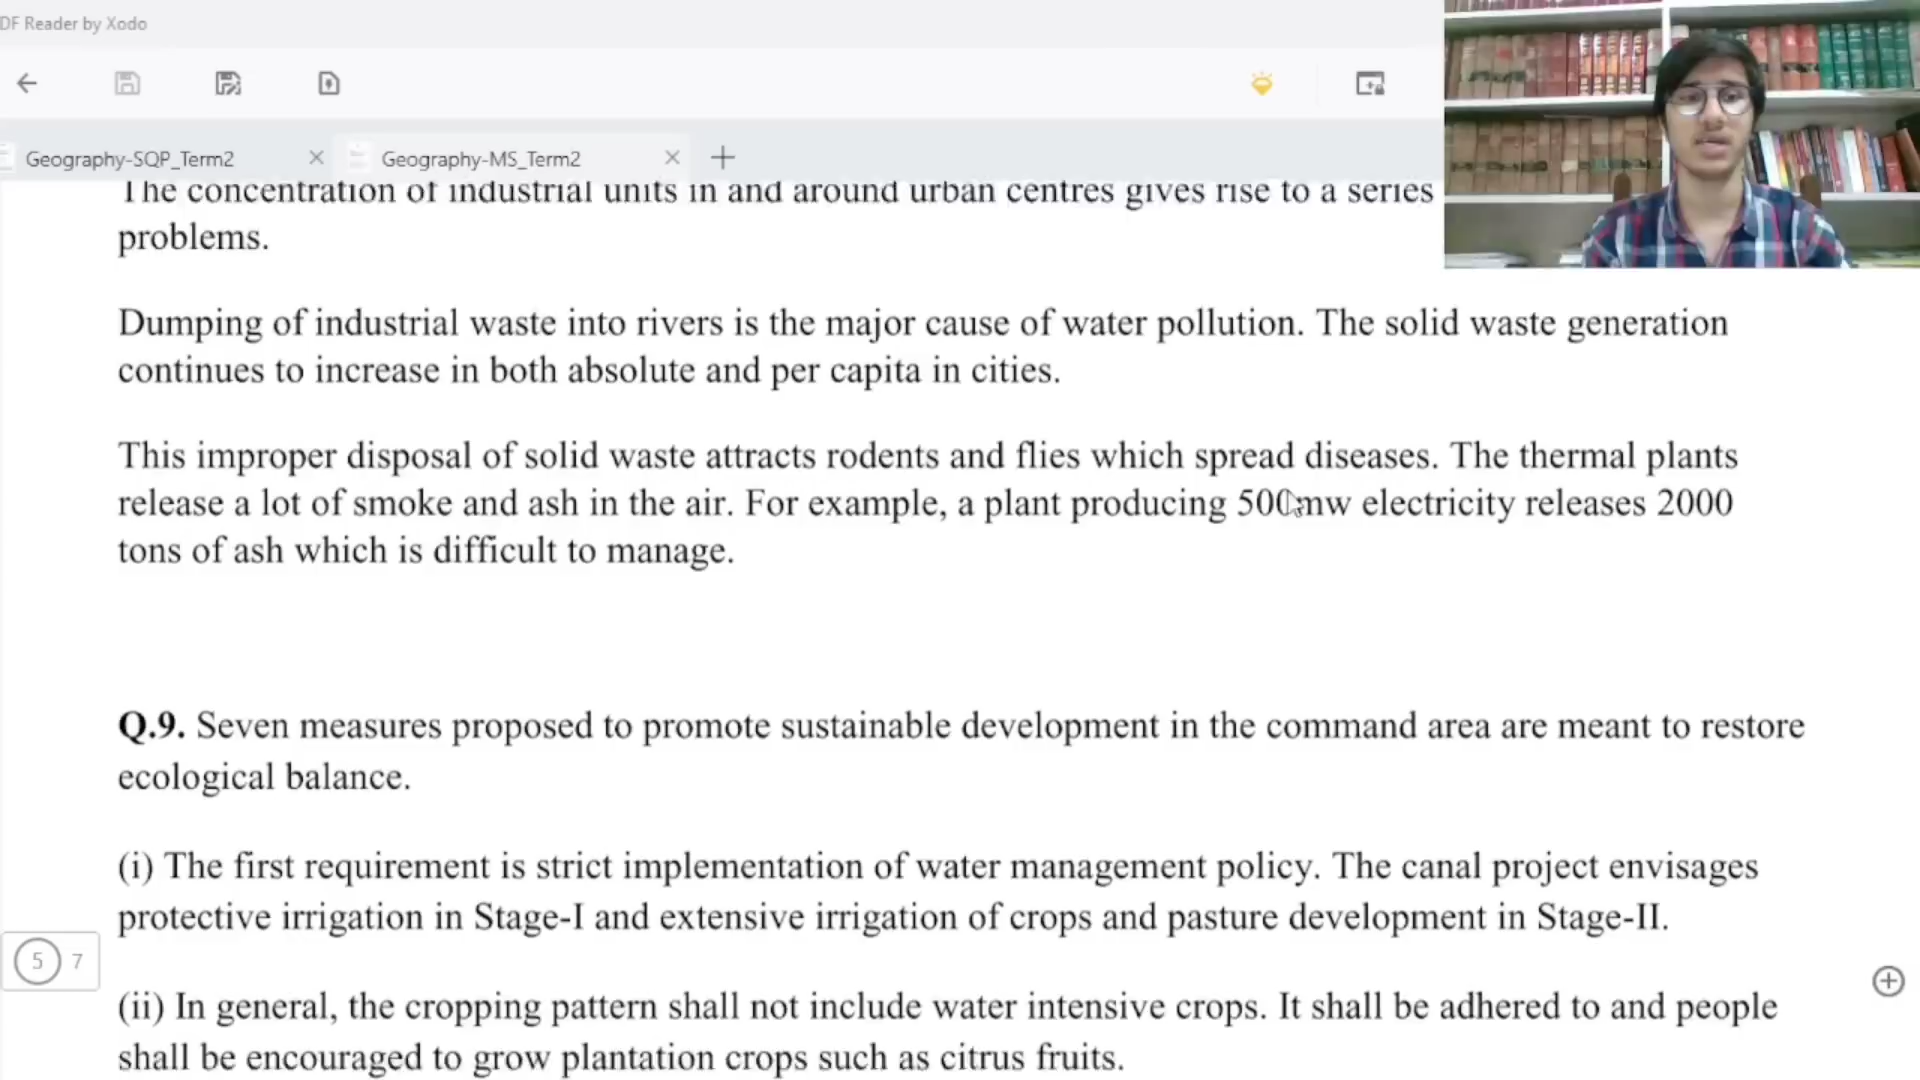 DF Reader by Xodo
Geography-SQP_Term2
Geography-MS_Term2
The concentration of industrial units in and around urban centres gives rise to a series
problems.
Dumping of industrial waste into rivers is the major cause of water pollution. The solid waste generation
continues to increase in both absolute and per capita in cities.
This improper disposal of solid waste attracts rodents and flies which spread diseases. The thermal plants
release a lot of smoke and ash in the air. For example, a plant producing 500mw electricity releases 2000
tons of ash which is difficult to manage.
Q.9. Seven measures proposed to promote sustainable development in the command area are meant to restore
ecological balance.
(i) The first requirement is strict implementation of water management policy. The canal project envisages
protective irrigation in Stage-I and extensive irrigation of crops and pasture development in Stage-II.
5 7
(ii) In general, the cropping pattern shall not include water intensive crops. It shall be adhered to and people
shall be encouraged to grow plantation crops such as citrus fruits.